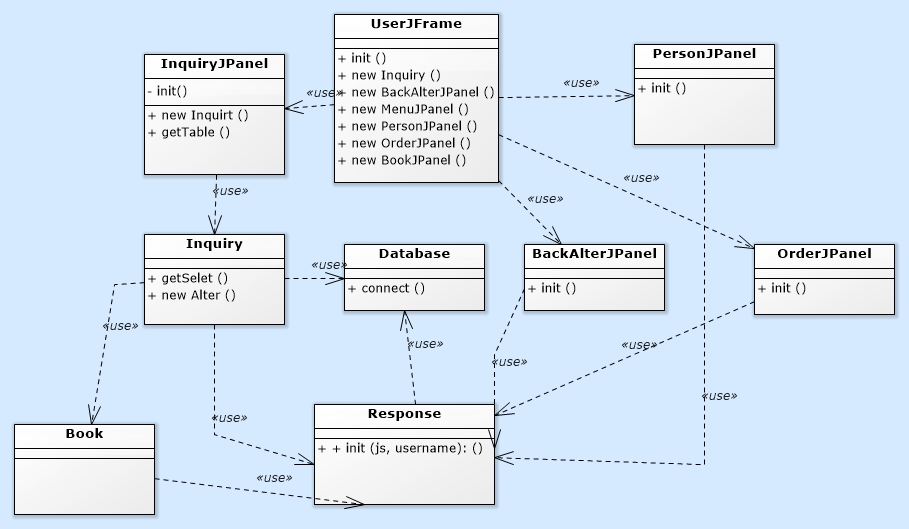 UserJFrame
+ init ()
+ new Inquiry ()
+ new BackAlterJPanel ()
+ new MenuJPanel ()
+ new PersonJPanel ()
+ new OrderJPanel ()
+ new BookJPanel ()
InquiryJPanel
- init()
+ new Inquirt ()
+ getTable ()
PersonJPanel
+ init ()
«use»
«use»
«use»
«use»
«use»
Inquiry
+ getSelet ()
+ new Alter ()
«use»
Database
+ connect ()
BackAlterJPanel
+ init ()
OrderJPanel
+ init ()
«use»
«use»
«use»
«use»
«use»
«use»
Response
+ + init (js, username): ()
Book
«use»